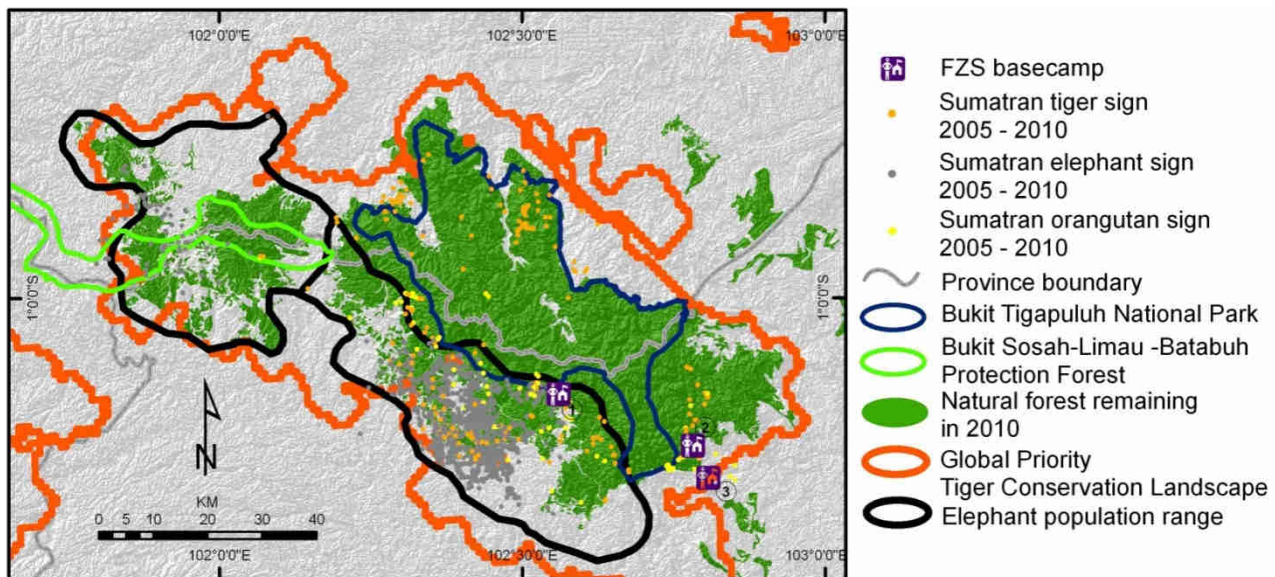 102°0'0"E
102°30'0"E
103°0'0"E
1°0'0"S
1°0'0"S
1
2
3
N
KM
0 5 10 20 30 40
102°0'0"E
102°30'0"E
103°0'0"E
FZS basecamp
Sumatran tiger sign
2005 - 2010
Sumatran elephant sign
2005 - 2010
Sumatran orangutan sign
2005 - 2010
Province boundary
Bukit Tigapuluh National Park
Bukit Sosah-Limau -Batabuh
Protection Forest
Natural forest remaining
in 2010
Global Priority
Tiger Conservation Landscape
Elephant population range